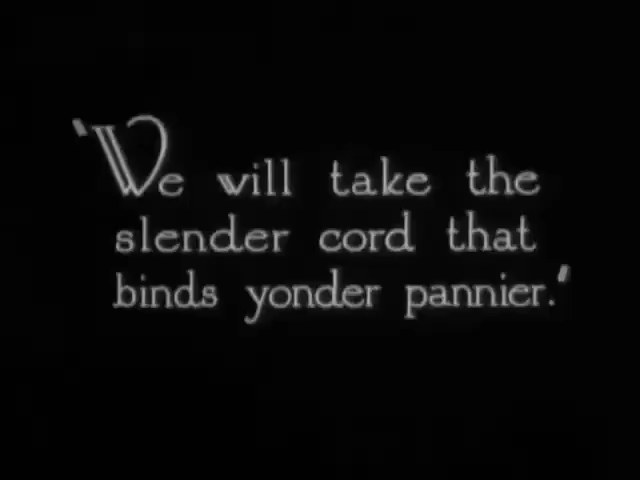 "We will take the
slender cord that
binds yonder pannier."